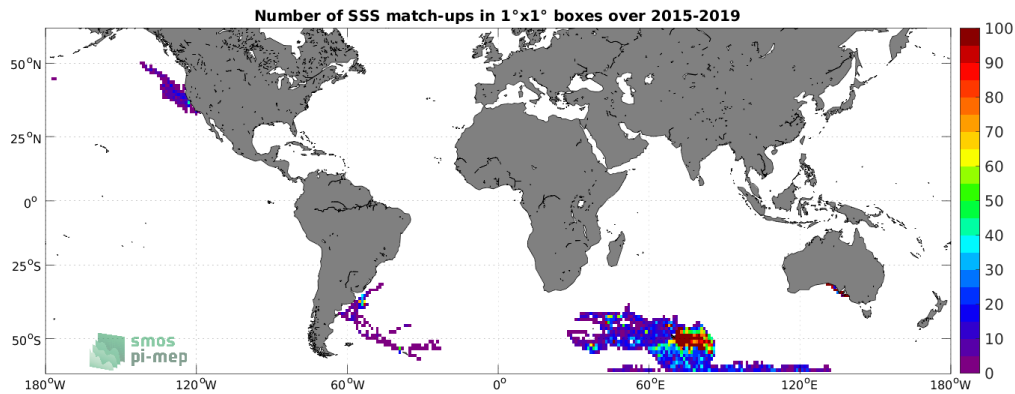 Number of SSS match-ups in 1°x1° boxes over 2015-2019
100
90
80
70
60
50
40
30
20
10
0
50°N
25°N
0°
25°S
50°S
smos
pi-mep
180°W 120°W 60°W 0° 60°E 120°E 180°W